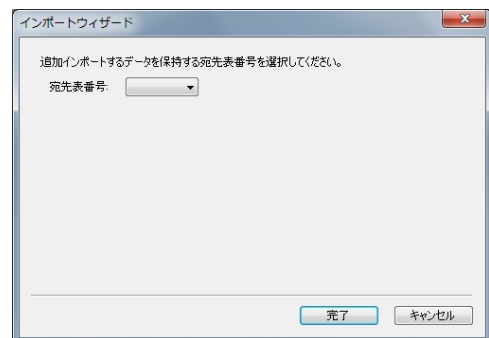 インポートウィザード
追加インポートするデータを保持する宛先表番号を選択してください。
宛先表番号:
完了
キャンセル